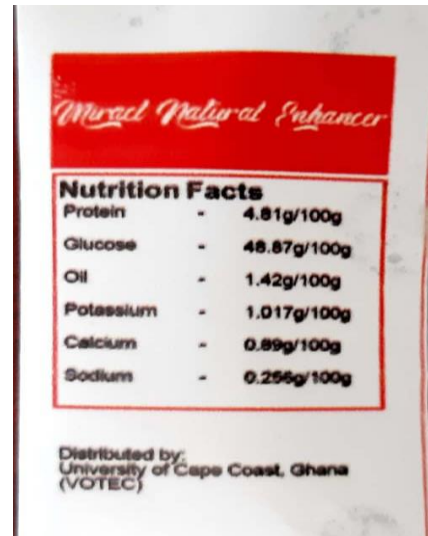 Miract Natural Enhancer
Nutrition Facts
Protein - 4.81g/100g
Glucose - 48.87g/100g
Oil - 1.42g/100g
Potassium - 1.017g/100g
Calcium - 0.89g/100g
Sodium - 0.256g/100g
Distributed by:
University of Cape Coast, Ghana
(VOTEC)